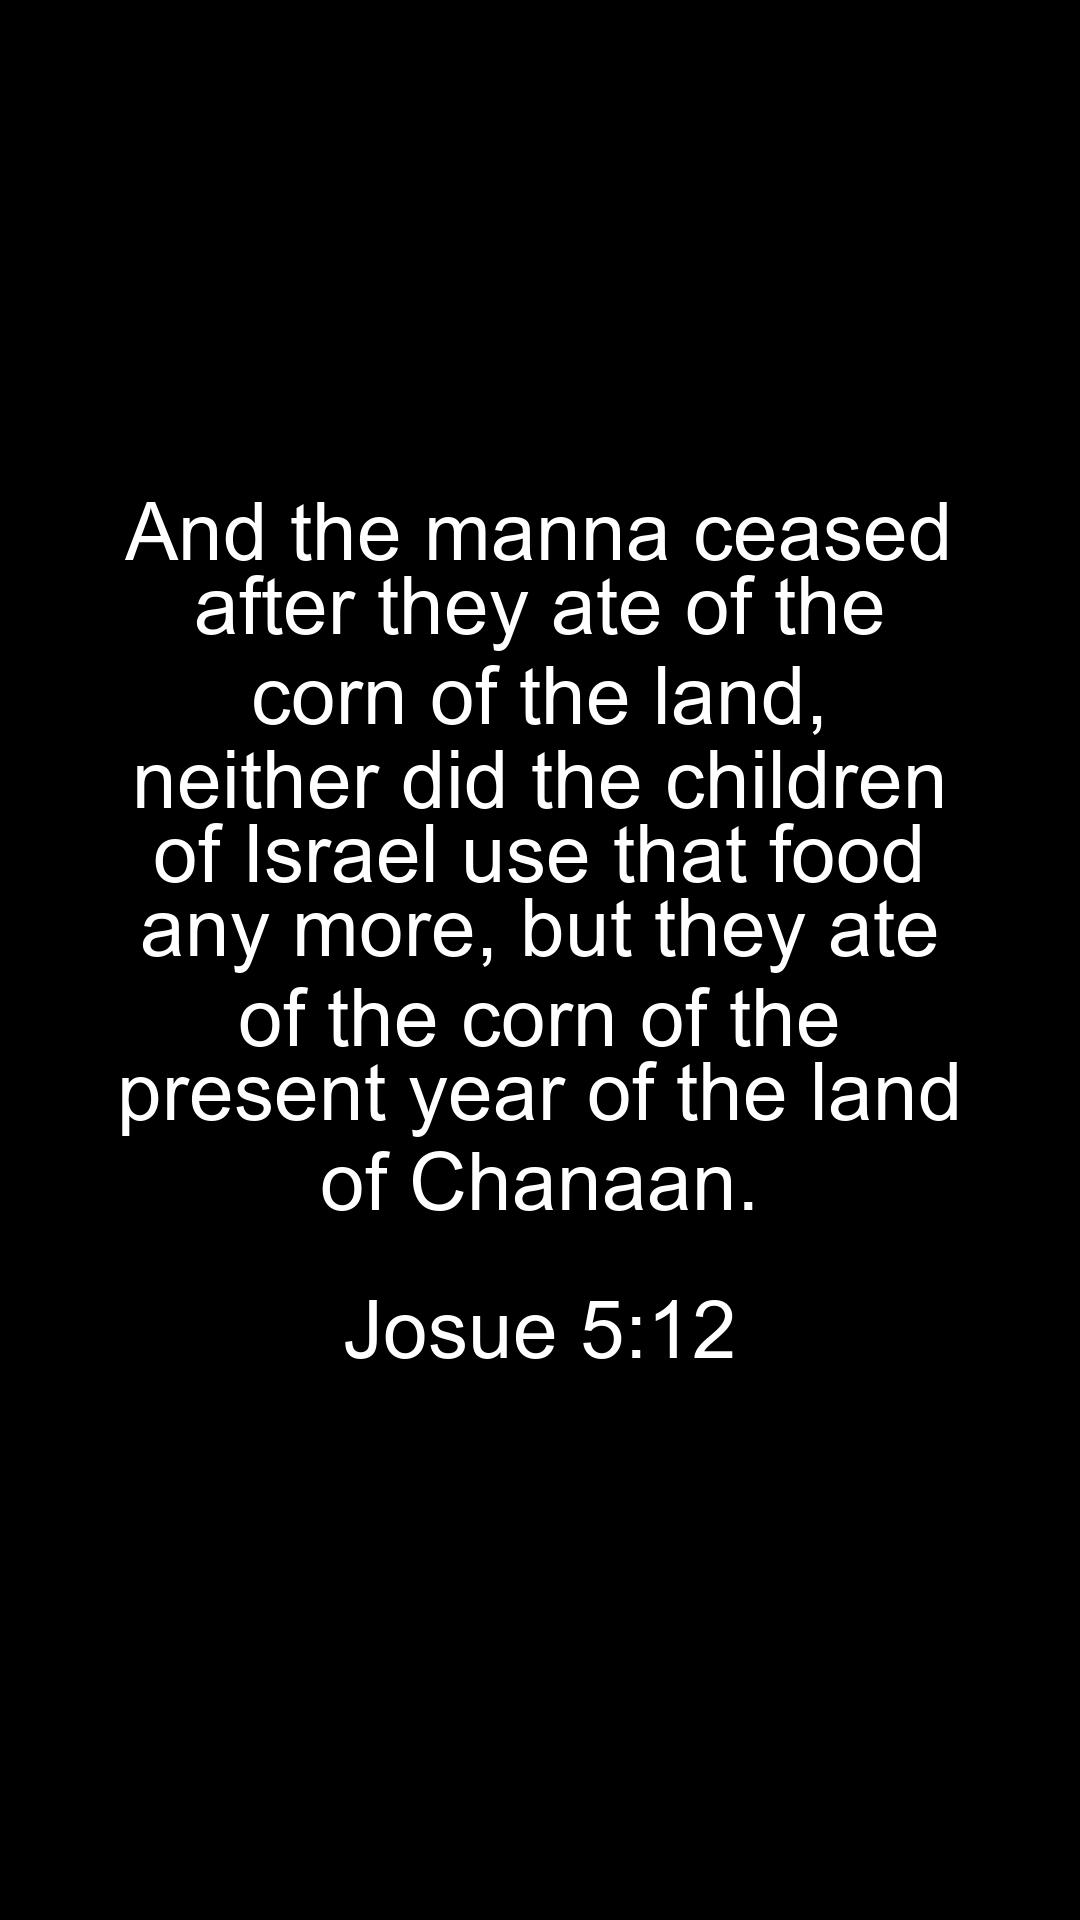 And the manna ceased
after they ate of the
corn of the land,
neither did the children
of Israel use that food
any more, but they ate
of the corn of the
present year of the land
of Chanaan.
Josue 5:12